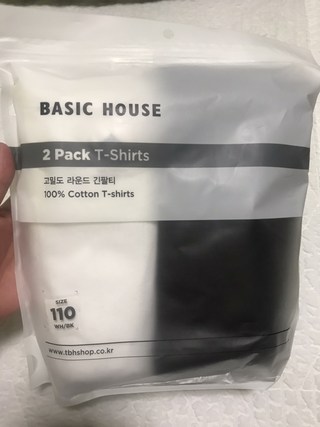 BASIC HOUSE
2 Pack T-Shirts
고밀도 라운드 긴팔티
100% Cotton T-shirts
SIZE
110
WH/BK
www.tbhshop.co.kr